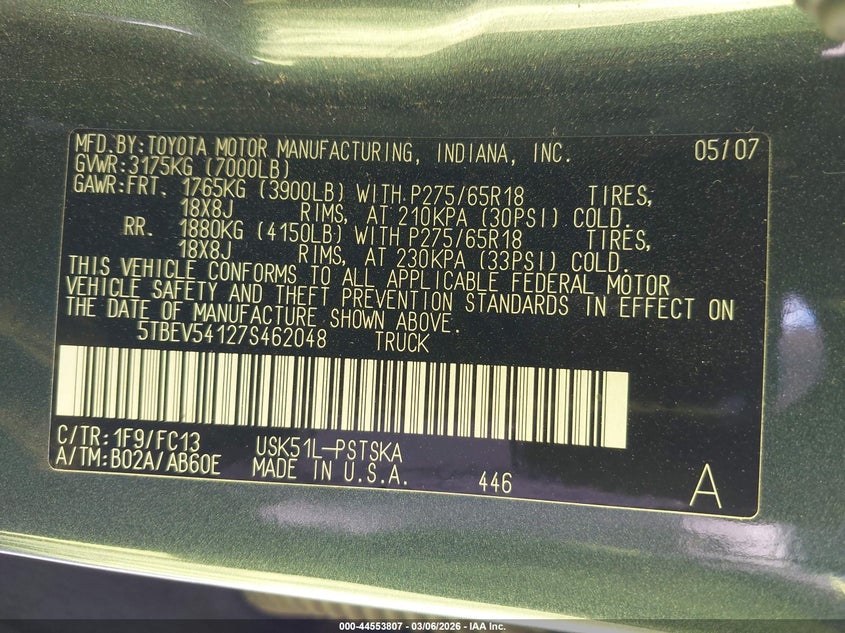 MFD.BY:TOYOTA MOTOR MANUFACTURING, INDIANA, INC. 05/07
GVWR:3175KG (7000LB)
GAWR:FRT. 1765KG (3900LB) WITH P275/65R18 TIRES,
18X8J RIMS, AT 210KPA (30PSI) COLD.
RR. 1880KG (4150LB) WITH P275/65R18 TIRES,
18X8J RIMS, AT 230KPA (33PSI) COLD.
THIS VEHICLE CONFORMS TO ALL APPLICABLE FEDERAL MOTOR
VEHICLE SAFETY AND THEFT PREVENTION STANDARDS IN EFFECT ON
THE DATE OF MANUFACTURE SHOWN ABOVE.
5TBEV54127S462048 TRUCK
C/TR:1F9/FC13 USK51L-PSTSKA
A/TM:B02A/AB60E MADE IN U.S.A. 446 A
000-44553807 - 03/06/2026 - IAA Inc.